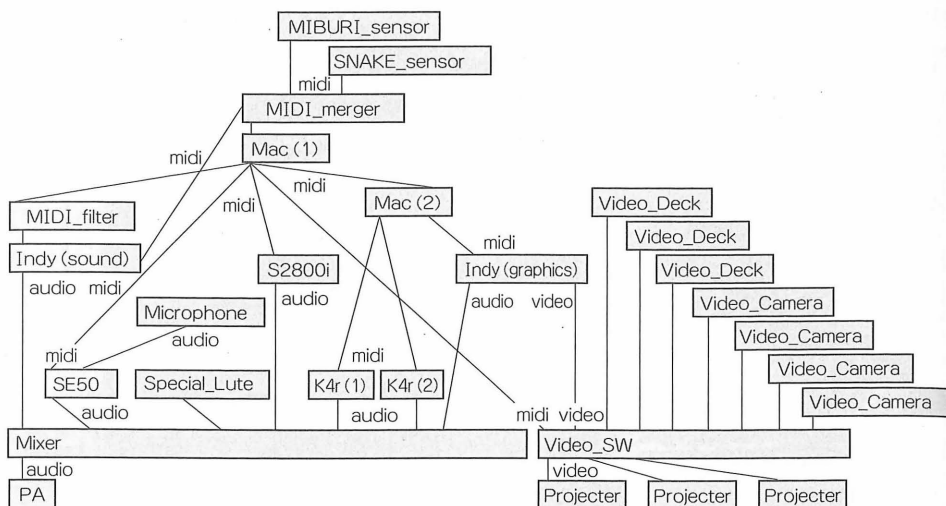 MIBURI_sensor
SNAKE_sensor
midi
MIDI_merger
Mac (1)
midi
midi
midi
MIDI_filter
Mac (2)
Video_Deck
Video_Deck
midi
Indy (sound)
S2800i
Indy (graphics)
Video_Deck
audio midi
audio
audio video
Video_Camera
Microphone
audio
Video_Camera
midi
midi
Video_Camera
SE50
Special_Lute
K4r (1)
K4r (2)
Video_Camera
audio
audio
midi video
Mixer
Video_SW
audio
video
PA
Projecter
Projecter
Projecter